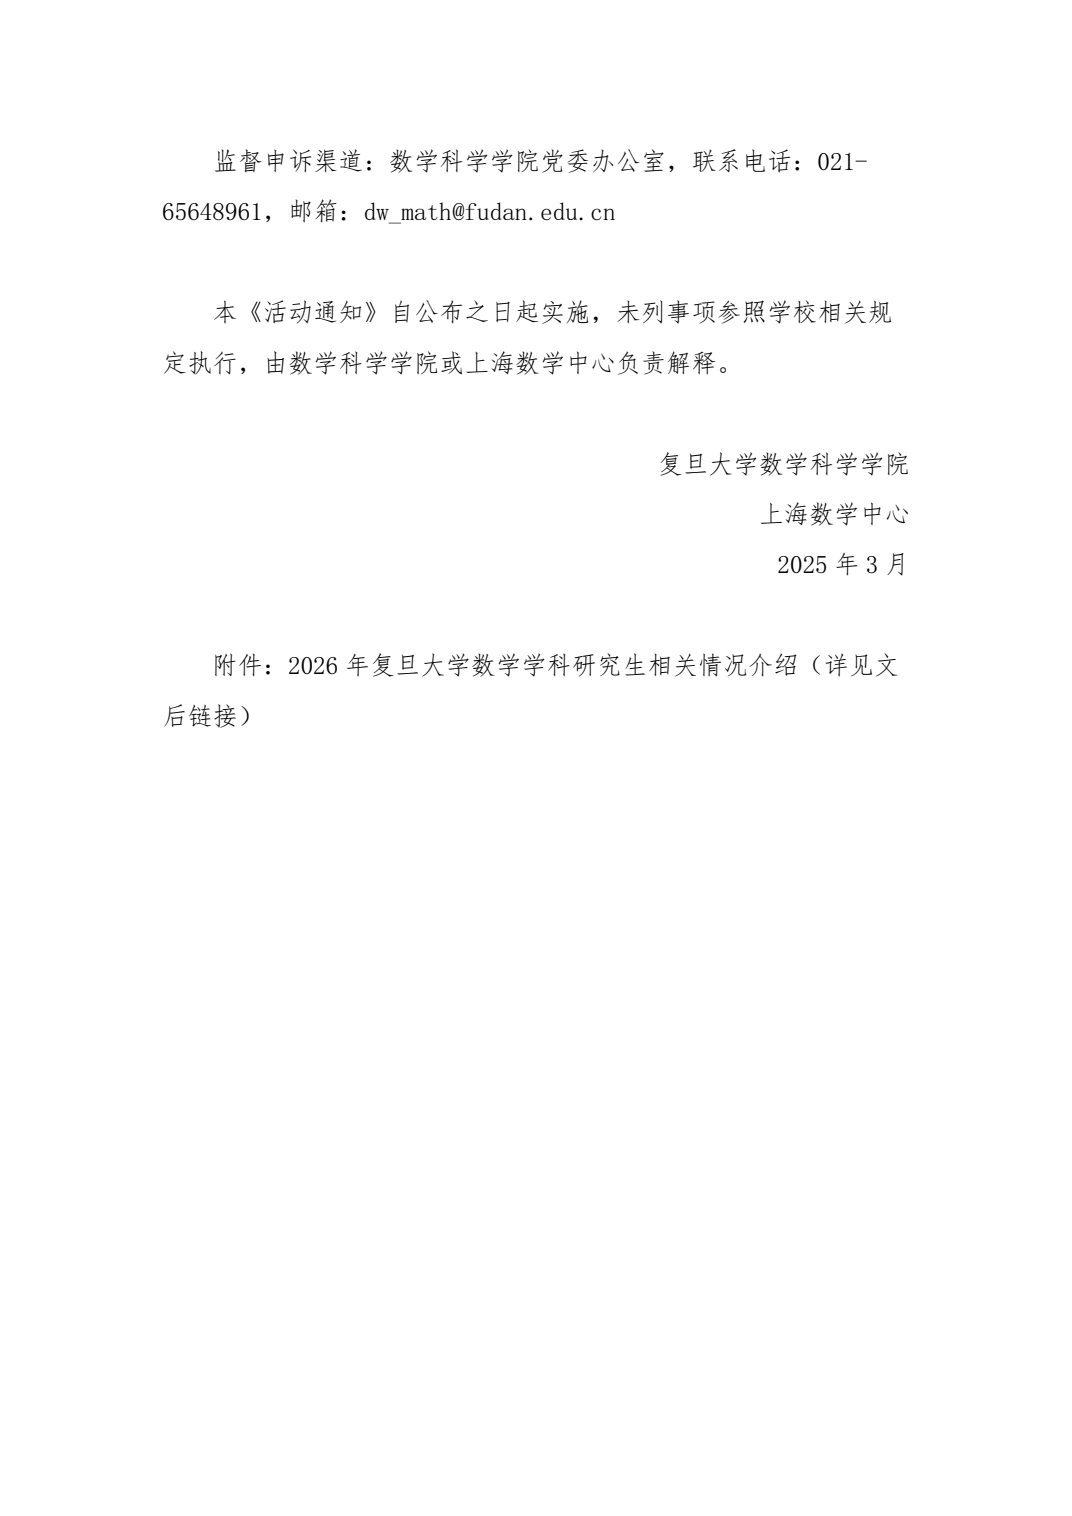 监督申诉渠道：数学科学学院党委办公室，联系电话：021-
65648961，邮箱：dw_math@fudan.edu.cn
本《活动通知》自公布之日起实施，未列事项参照学校相关规
定执行，由数学科学学院或上海数学中心负责解释。
复旦大学数学科学学院
上海数学中心
2025 年 3 月
附件：2026 年复旦大学数学学科研究生相关情况介绍（详见文
后链接）